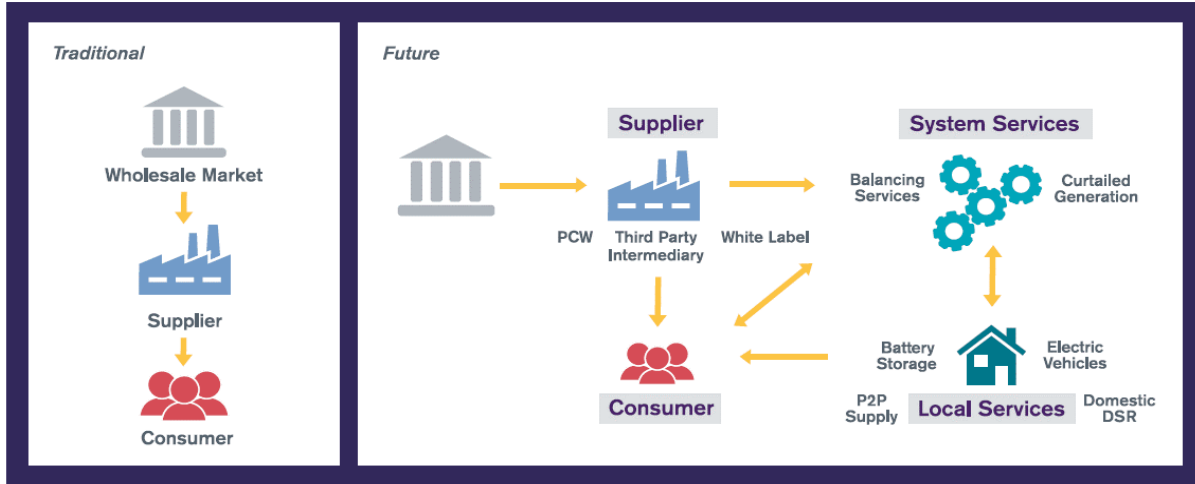 Traditional
Wholesale Market
Supplier
Consumer
Future
Supplier
PCW
Third Party
Intermediary
White Label
Consumer
System Services
Balancing
Services
Curtailed
Generation
Battery
Storage
Electric
Vehicles
P2P
Supply
Local Services
Domestic
DSR